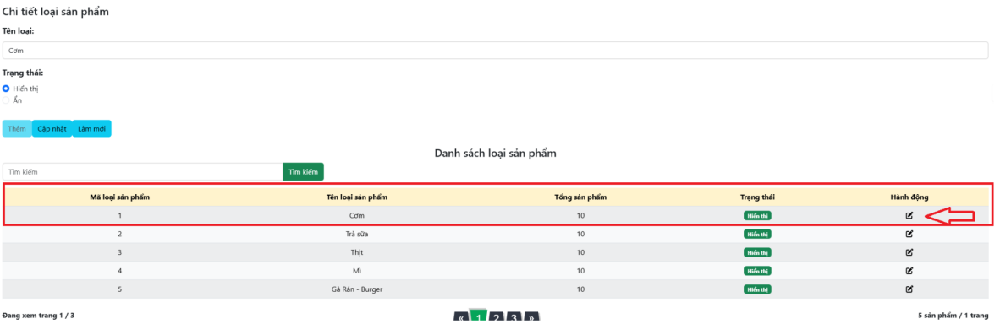 Chi tiết loại sản phẩm
Tên loại:
Cơm
Trạng thái:
Hiển thị
Ẩn
Thêm Cập nhật Làm mới
Danh sách loại sản phẩm
Tìm kiếm Tìm kiếm
Mã loại sản phẩm Tên loại sản phẩm Tổng sản phẩm Trạng thái Hành động
1 Cơm 10 Hiển thị
2 Trà sữa 10 Hiển thị
3 Thịt 10 Hiển thị
4 Mì 10 Hiển thị
5 Gà Rán - Burger 10 Hiển thị
Đang xem trang 1 / 3 « 1 2 3 » 5 sản phẩm / 1 trang